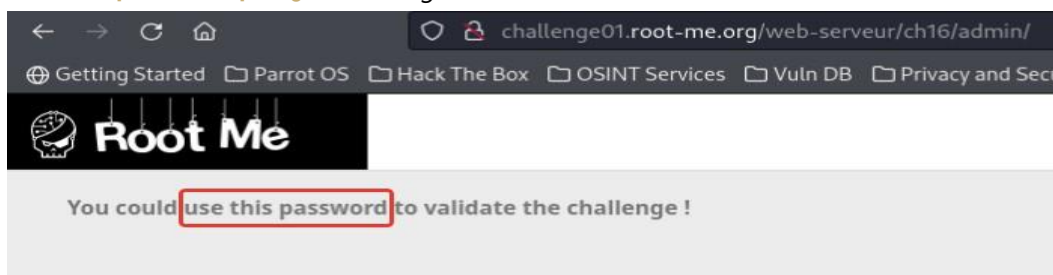 challenge01.root-me.org/web-serveur/ch16/admin/
Getting Started Parrot OS Hack The Box OSINT Services Vuln DB Privacy and Sec
Root Me
You could use this password to validate the challenge !